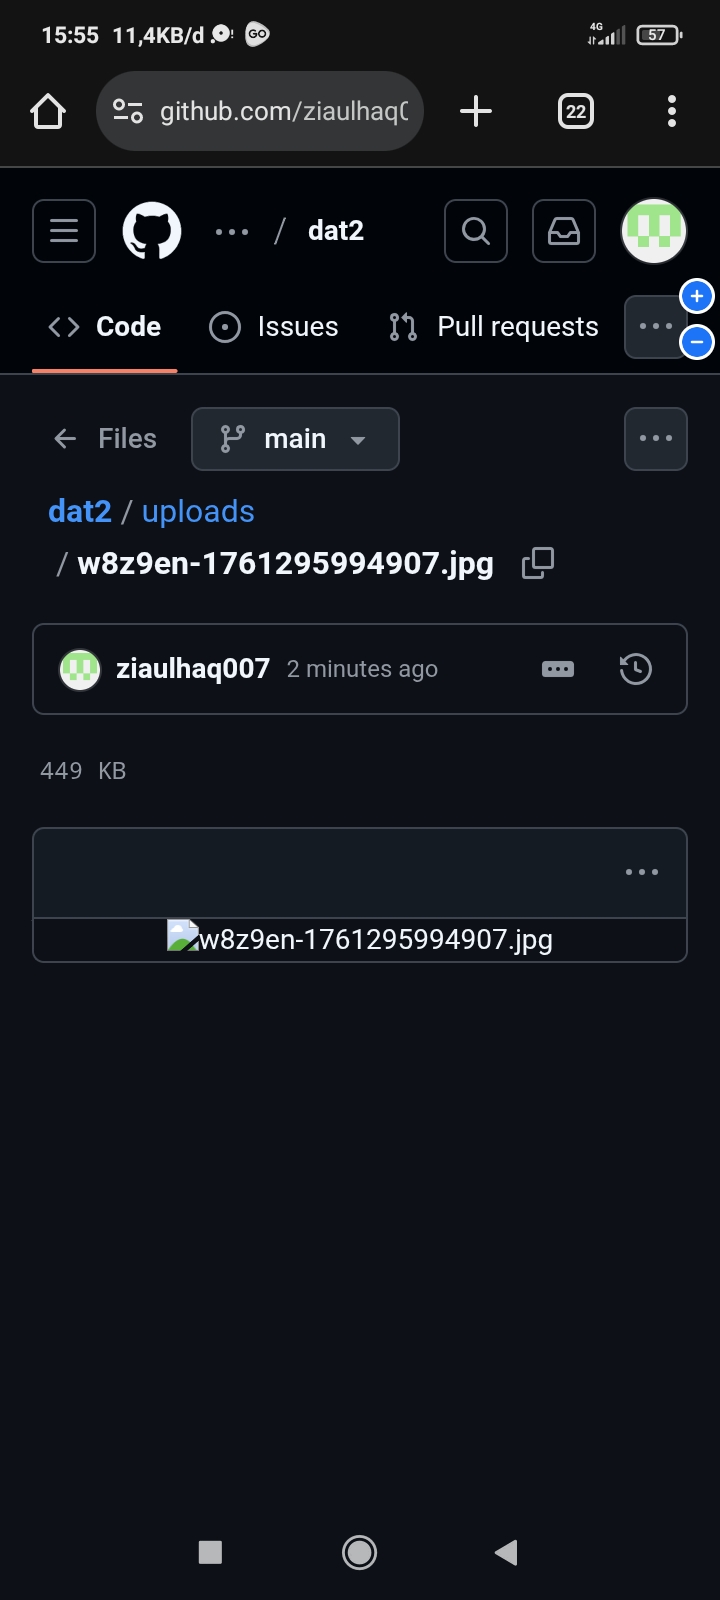 15:55 11,4KB/d GO 4G 57
github.com/ziaulhaq0 22
/ dat2
Code Issues Pull requests
Files main
dat2 / uploads
/ w8z9en-1761295994907.jpg
ziaulhaq007 2 minutes ago
449 KB
w8z9en-1761295994907.jpg